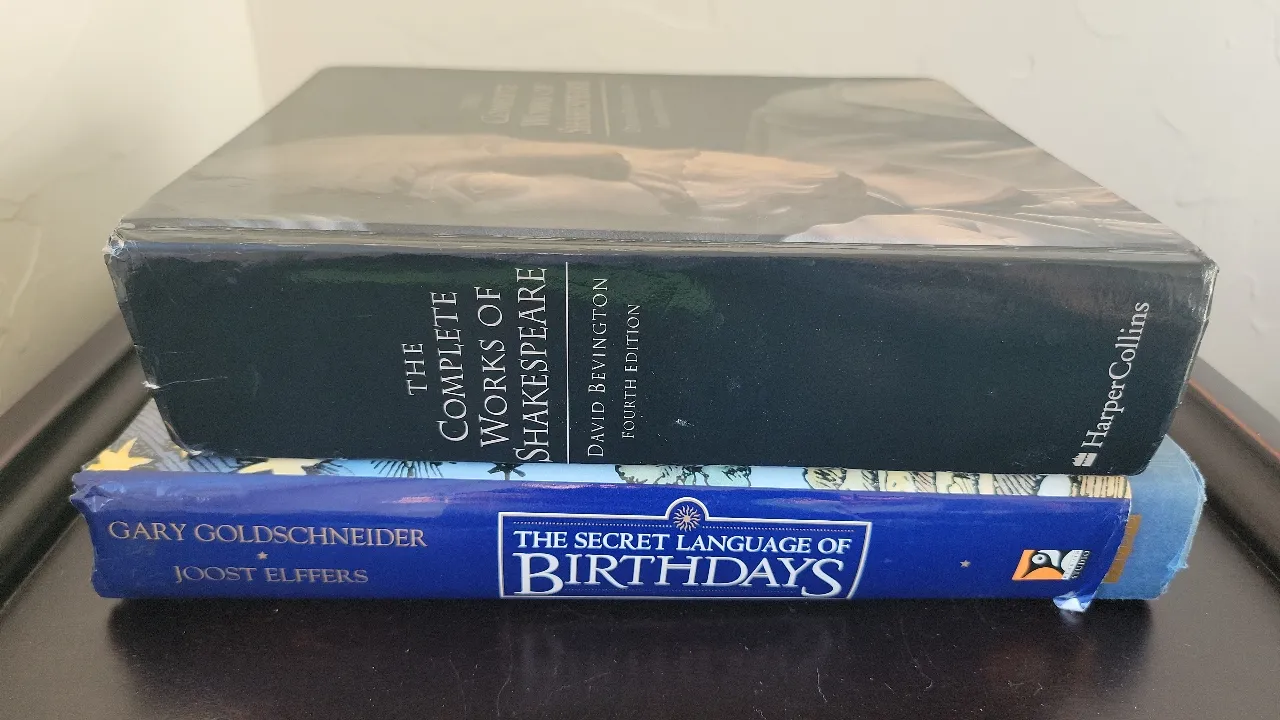 THE
COMPLETE
WORKS OF
SHAKESPEARE
DAVID BEVINGTON
FOURTH EDITION
HarperCollins
GARY GOLDSCHNEIDER
JOOST ELFFERS
THE SECRET LANGUAGE OF
BIRTHDAYS
STUDIO